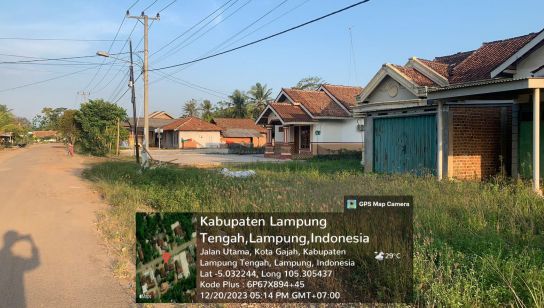 GPS Map Camera
Kabupaten Lampung
Tengah,Lampung,Indonesia
Jalan Utama, Kota Gajah, Kabupaten
Lampung Tengah, Lampung, Indonesia
Lat -5.032244, Long 105.305437
Kode Plus : 6P67X894+45
12/20/2023 05:14 PM GMT+07:00
29°C